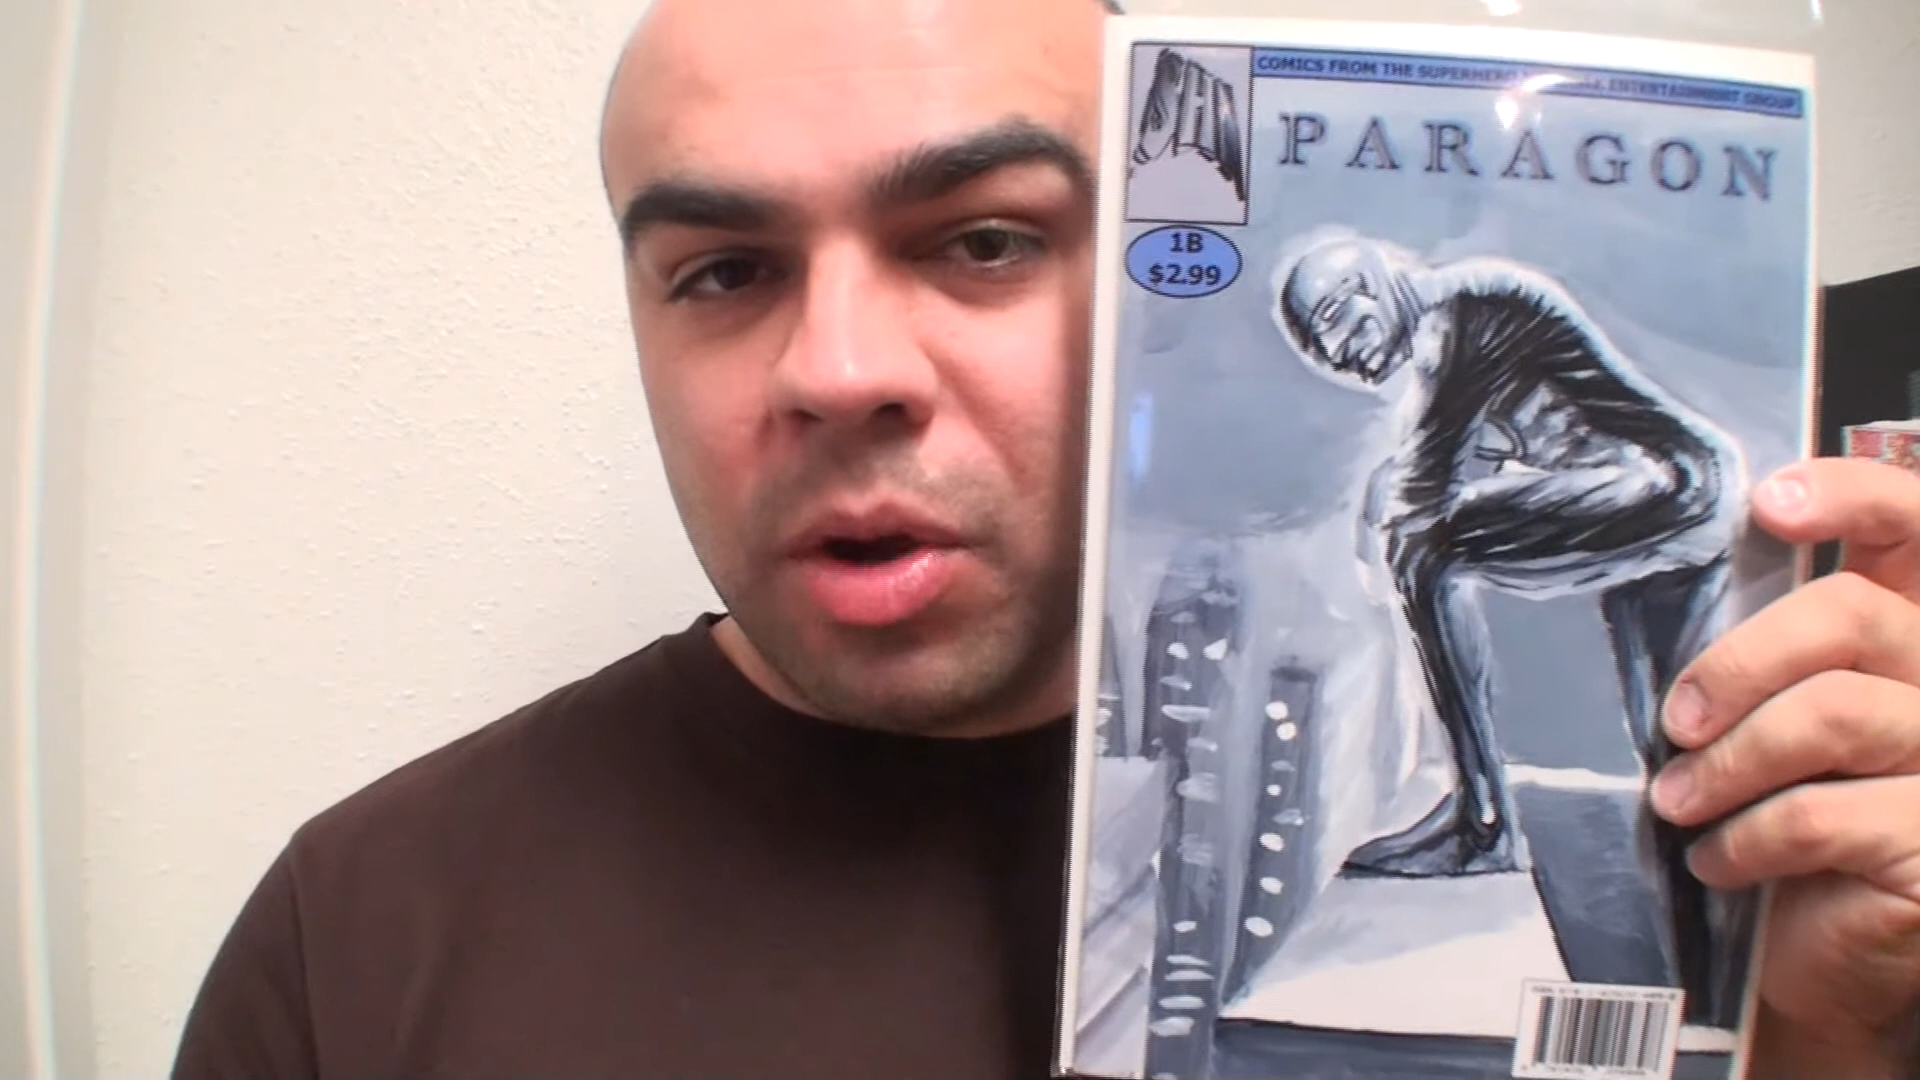 SHI
COMICS FROM THE SUPERHERO ENTERTAINMENT GROUP
PARAGON
1B
$2.99